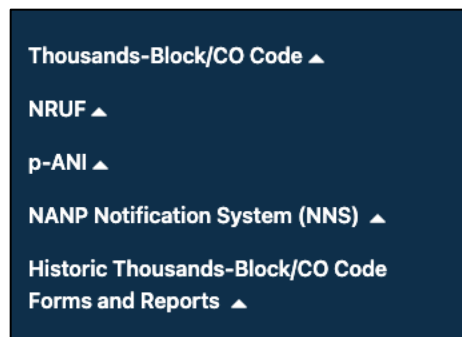 Thousands-Block/CO Code ▲
NRUF ▲
p-ANI ▲
NANP Notification System (NNS) ▲
Historic Thousands-Block/CO Code
Forms and Reports ▲